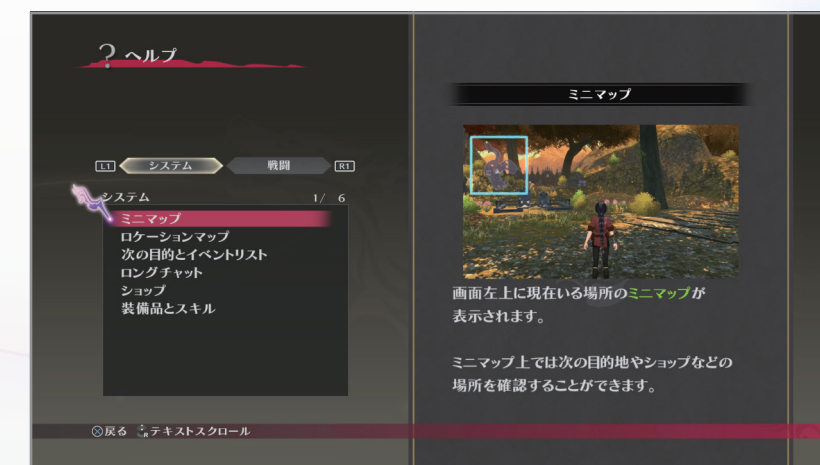 ? ヘルプ
L1 システム 戦闘 R1
システム 1/ 6
ミニマップ
ロケーションマップ
次の目的とイベントリスト
ロングチャット
ショップ
装備品とスキル
ミニマップ
画面左上に現在いる場所のミニマップが
表示されます。
ミニマップ上では次の目的地やショップなどの
場所を確認することができます。
戻る R テキストスクロール